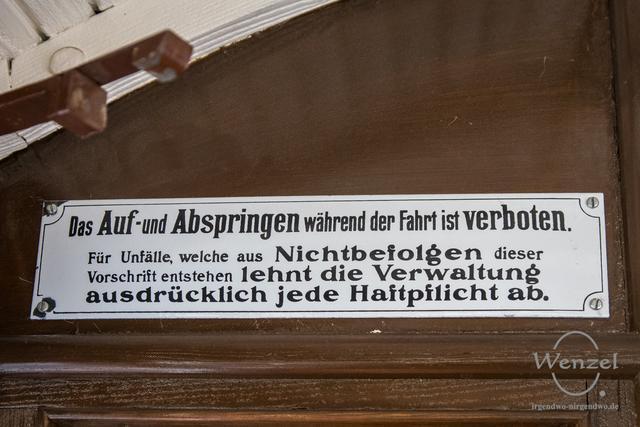 Das Auf- und Abspringen während der Fahrt ist verboten.
Für Unfälle, welche aus Nichtbefolgen dieser
Vorschrift entstehen lehnt die Verwaltung
ausdrücklich jede Haftpflicht ab.
Wenzel
irgendwo-nirgendwo.de